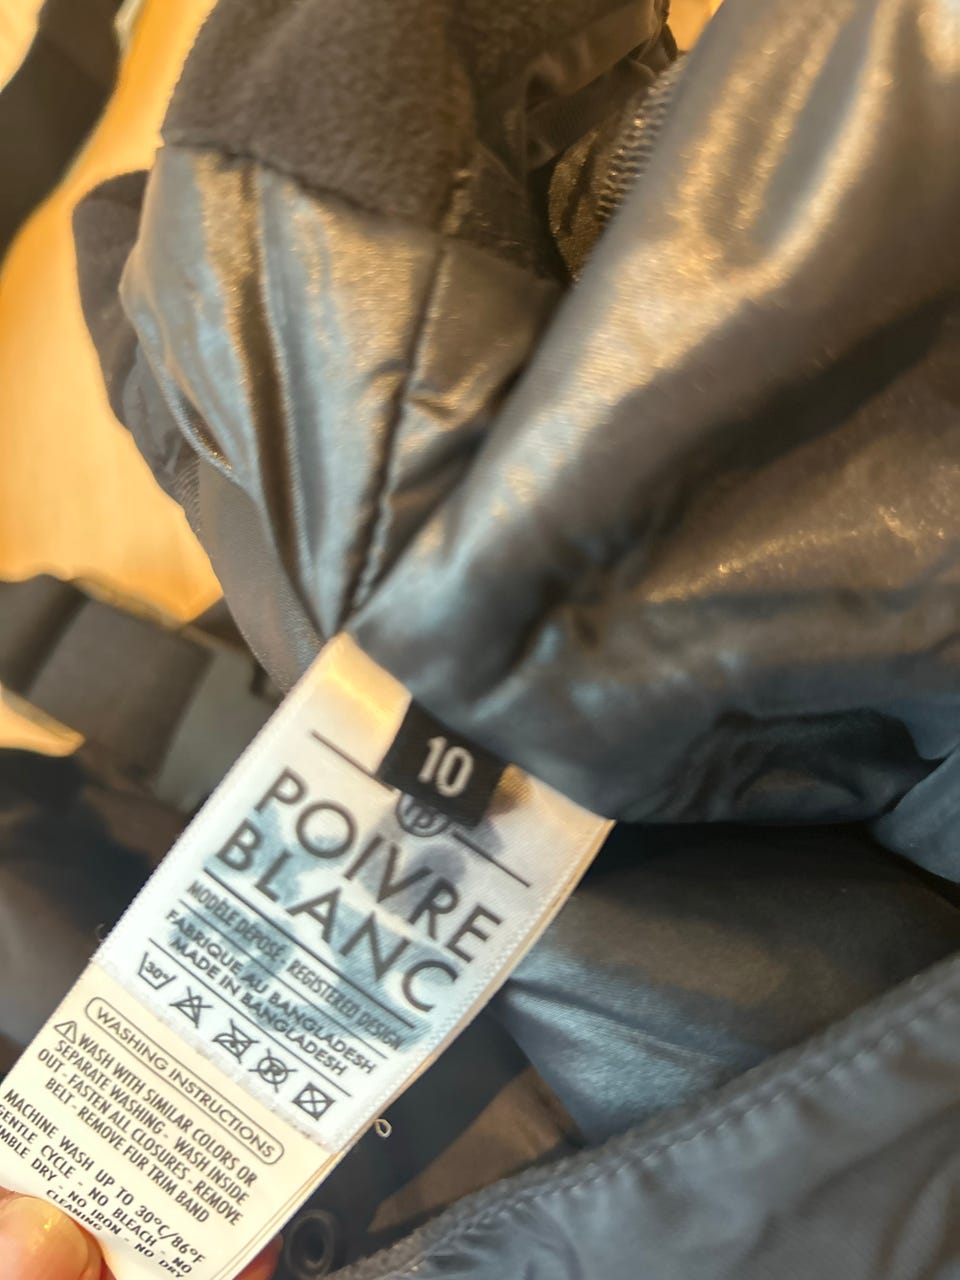 10
POIVRE
BLANC
MODÈLE DÉPOSÉ - REGISTERED DESIGN
FABRIQUE AU BANGLADESH
MADE IN BANGLADESH
30°
WASHING INSTRUCTIONS
WASH WITH SIMILAR COLORS OR
SEPARATE WASHING - WASH INSIDE
OUT - FASTEN ALL CLOSURES - REMOVE
BELT - REMOVE FUR TRIM BAND
MACHINE WASH UP TO 30°C/86°F
GENTLE CYCLE - NO BLEACH - NO
DRY - NO IRON - NO DRY
CLEANING